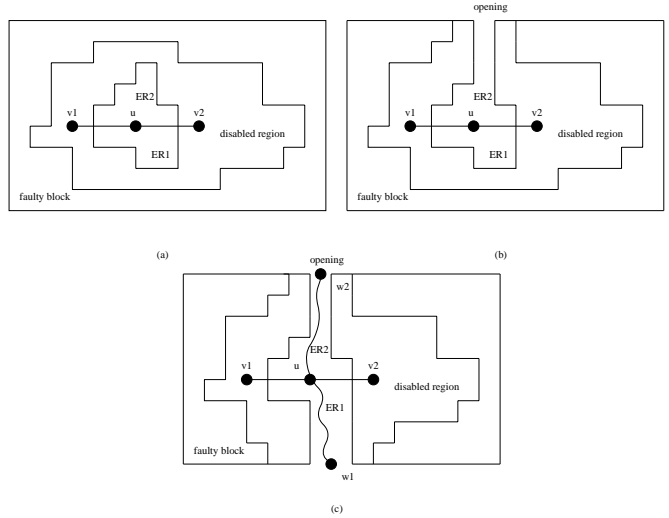 opening
ER2
v1
u
v2
disabled region
ER1
faulty block
ER2
v1
u
v2
disabled region
ER1
faulty block
(a)
(b)
opening
w2
ER2
v1
u
v2
disabled region
ER1
faulty block
w1
(c)